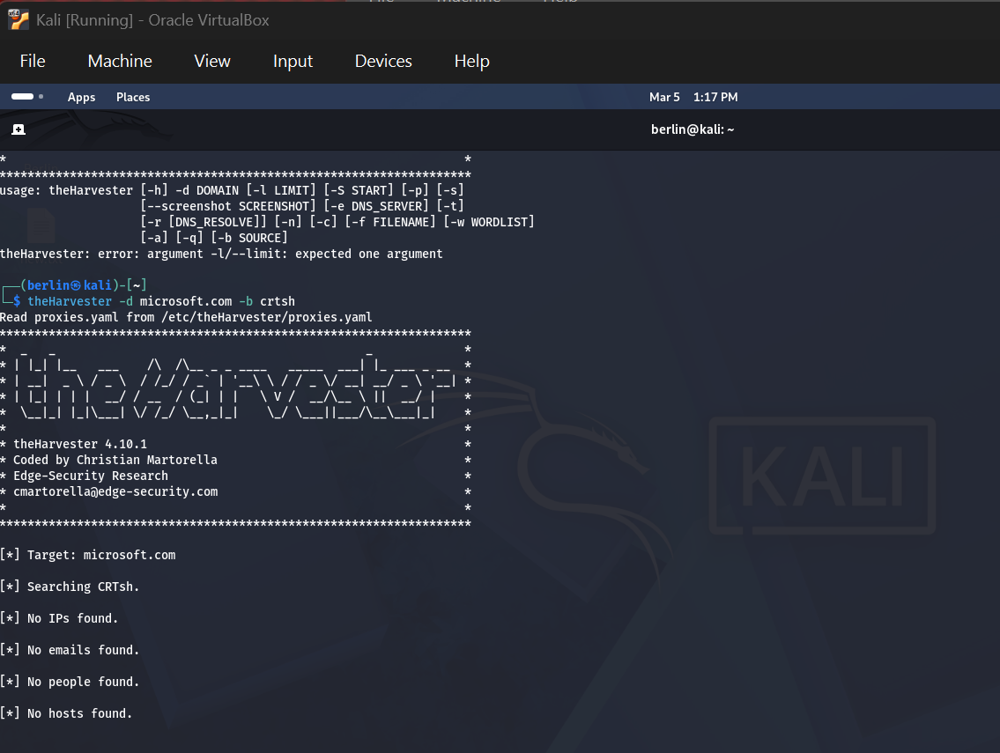 Kali [Running] - Oracle VirtualBox
File Machine View Input Devices Help
Apps Places Mar 5 1:17 PM
berlin@kali: ~
* *
*******************************************************************
usage: theHarvester [-h] -d DOMAIN [-l LIMIT] [-S START] [-p] [-s]
[--screenshot SCREENSHOT] [-e DNS_SERVER] [-t]
[-r [DNS_RESOLVE]] [-n] [-c] [-f FILENAME] [-w WORDLIST]
[-a] [-q] [-b SOURCE]
theHarvester: error: argument -l/--limit: expected one argument
┌──(berlin㉿kali)-[~]
└─$ theHarvester -d microsoft.com -b crtsh
Read proxies.yaml from /etc/theHarvester/proxies.yaml
*******************************************************************
*  _   _                                            _             *
* | |_| |__   ___    /\  /\__ _ _ ____   _____  ___| |_ ___ _ __  *
* | __|  _ \ / _ \  / /_/ / _` | '__\ \ / / _ \/ __| __/ _ \ '__| *
* | |_| | | |  __/ / __  / (_| | |   \ V /  __/\__ \ ||  __/ |    *
*  \__|_| |_|\___| \/ /_/ \__,_|_|    \_/ \___||___/\__\___|_|    *
* *
* theHarvester 4.10.1 *
* Coded by Christian Martorella *
* Edge-Security Research *
* cmartorella@edge-security.com *
* *
*******************************************************************
[*] Target: microsoft.com
[*] Searching CRTsh.
[*] No IPs found.
[*] No emails found.
[*] No people found.
[*] No hosts found.
KALI